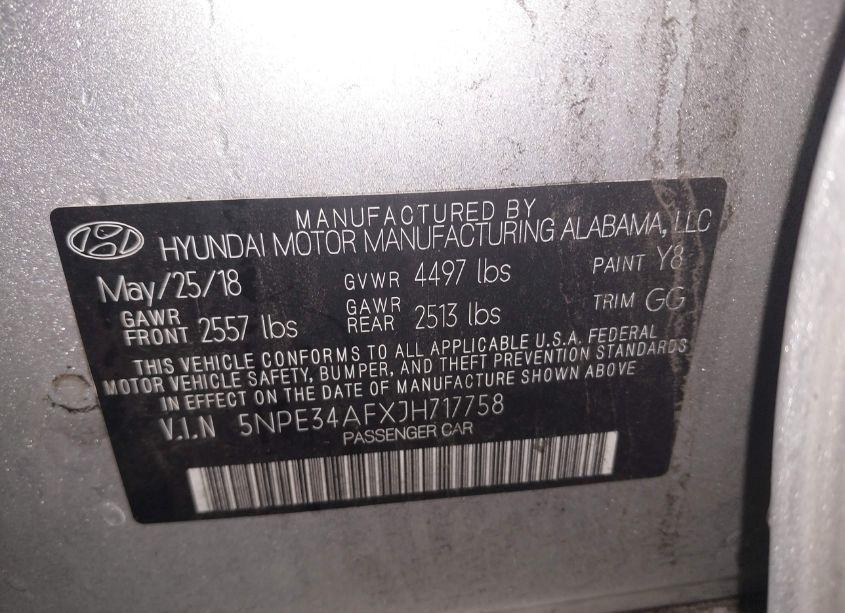 MANUFACTURED BY
HYUNDAI MOTOR MANUFACTURING ALABAMA, LLC
May/25/18 GVWR 4497 lbs PAINT Y8
GAWR FRONT 2557 lbs GAWR REAR 2513 lbs TRIM GG
THIS VEHICLE CONFORMS TO ALL APPLICABLE U.S.A. FEDERAL
MOTOR VEHICLE SAFETY, BUMPER, AND THEFT PREVENTION STANDARDS
IN EFFECT ON THE DATE OF MANUFACTURE SHOWN ABOVE
V.I.N 5NPE34AFXJH717758
PASSENGER CAR